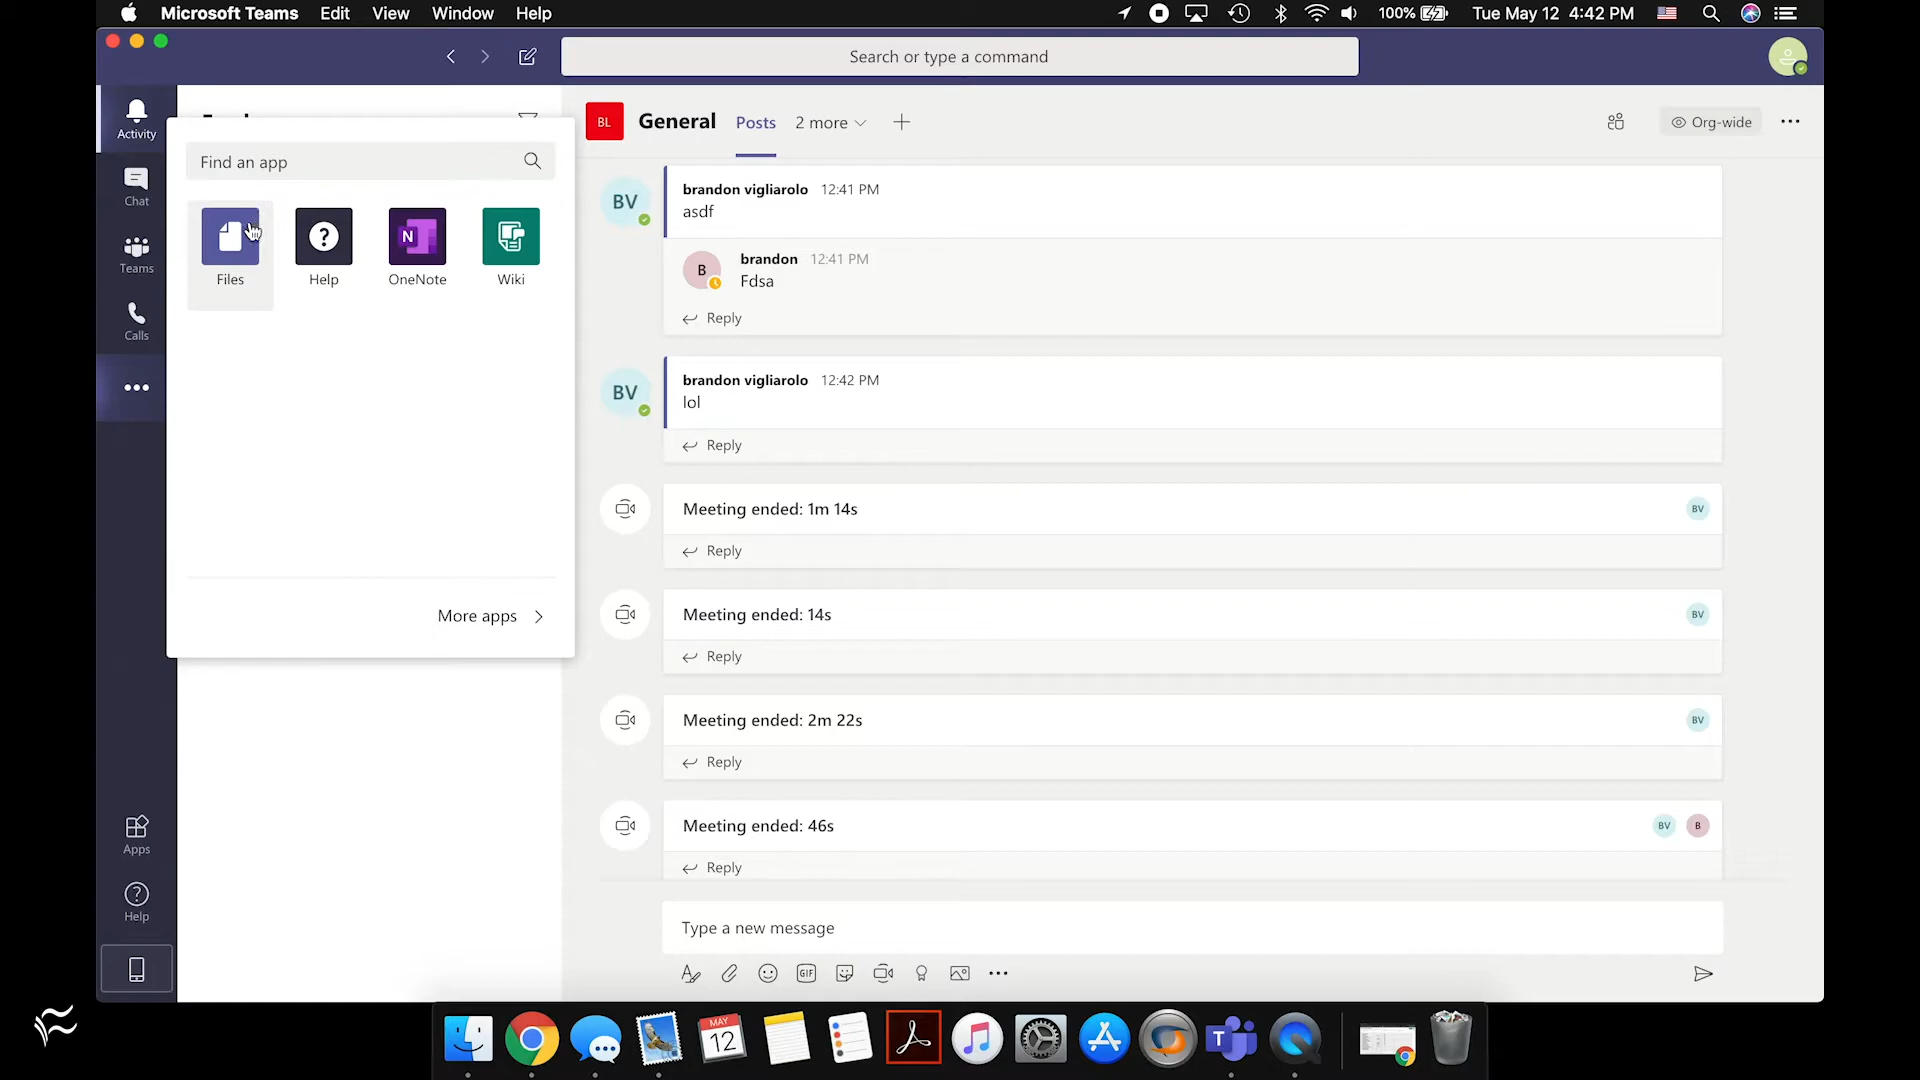 Microsoft Teams Edit View Window Help
100% Tue May 12 4:42 PM
Search or type a command
Activity
Chat
Teams
Calls
Apps
Help
Find an app
Files Help OneNote Wiki
More apps
BL General Posts 2 more Org-wide
BV brandon vigliarolo 12:41 PM
asdf
B brandon 12:41 PM
Fdsa
Reply
BV brandon vigliarolo 12:42 PM
lol
Reply
Meeting ended: 1m 14s BV
Reply
Meeting ended: 14s BV
Reply
Meeting ended: 2m 22s BV
Reply
Meeting ended: 46s BV B
Reply
Type a new message
GIF
MAY
12